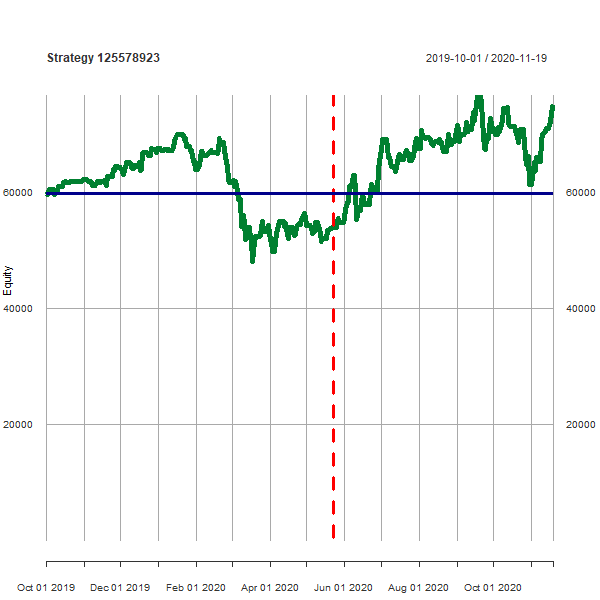 Strategy 125578923
2019-10-01 / 2020-11-19
60000
60000
Equity
40000
40000
20000
20000
Oct 01 2019
Dec 01 2019
Feb 01 2020
Apr 01 2020
Jun 01 2020
Aug 01 2020
Oct 01 2020